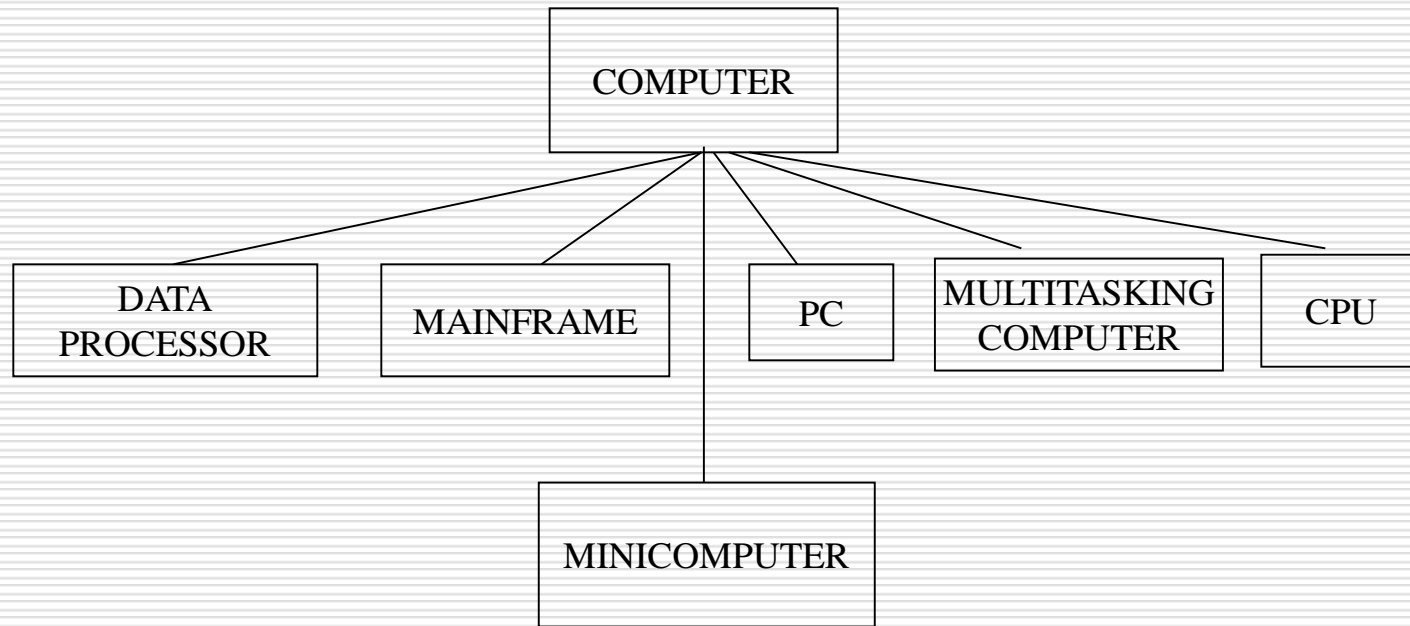 COMPUTER
DATA
PROCESSOR
MAINFRAME
PC
MULTITASKING
COMPUTER
CPU
MINICOMPUTER